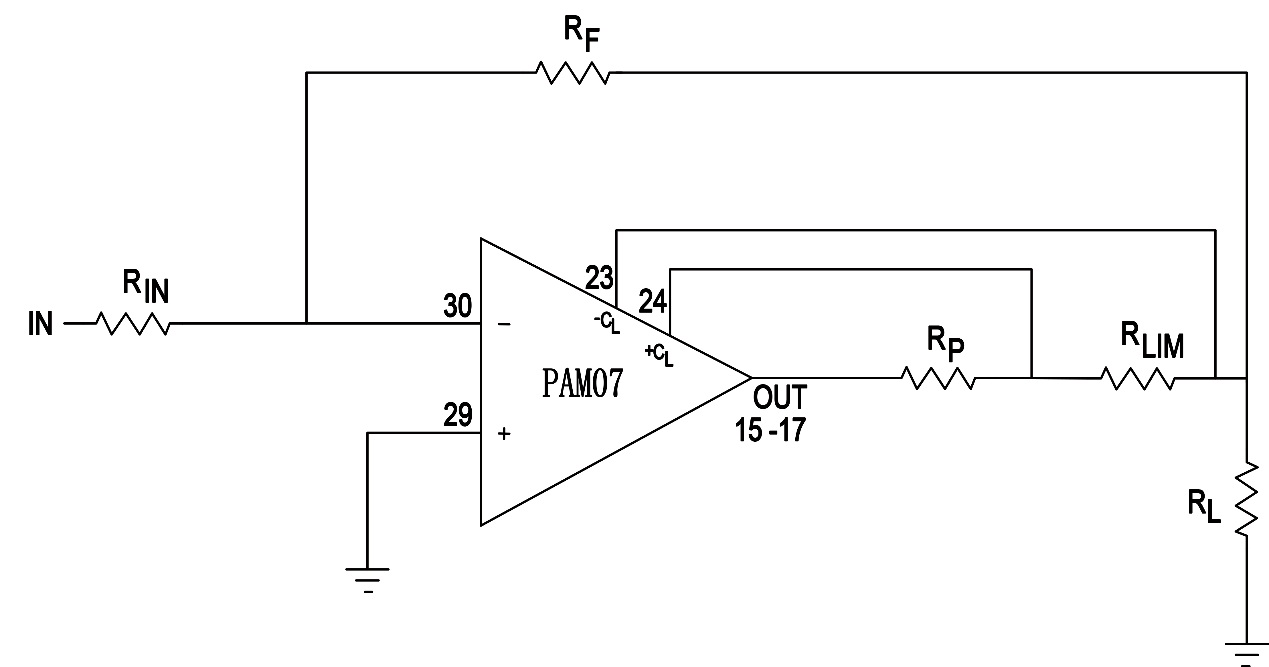 RF
RIN
IN
30
-
23
-CL
24
+CL
PAM07
RP
RLIM
OUT
15 -17
29
+
RL